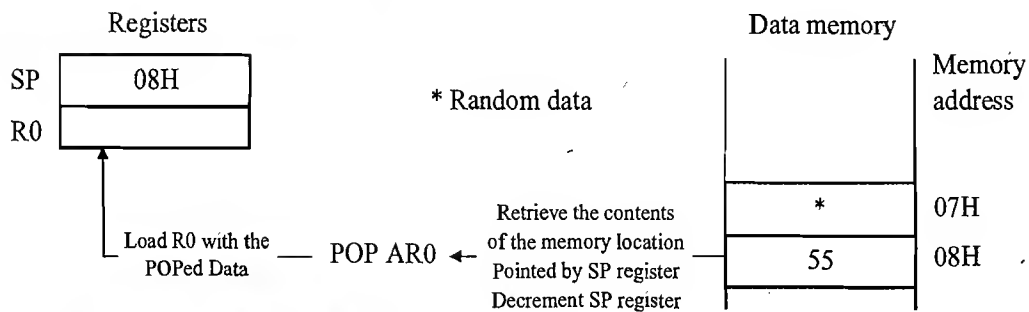 Registers
Data memory
SP
08H
Memory
address
* Random data
R0
*
07H
Retrieve the contents
of the memory location
Pointed by SP register
Decrement SP register
Load R0 with the
POPed Data
POP AR0
55
08H